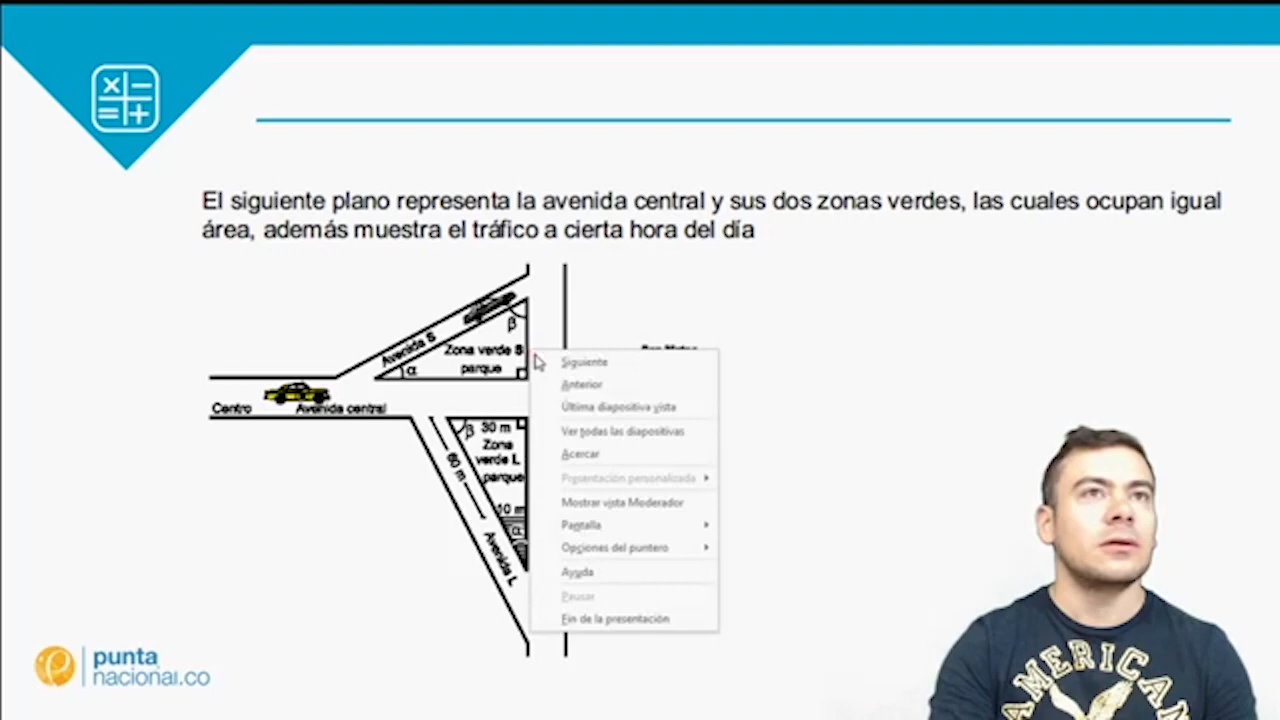 El siguiente plano representa la avenida central y sus dos zonas verdes, las cuales ocupan igual
área, además muestra el tráfico a cierta hora del día
Avenida S
β
Zona verde S
parque
α
Centro
Avenida central
β 30 m
Zona
verde L
parque
60 m
10 m
α
Avenida L
Siguiente
Anterior
Última diapositiva vista
Ver todas las diapositivas
Acercar
Presentación personalizada
Mostrar vista Moderador
Pantalla
Opciones del puntero
Ayuda
Pausar
Fin de la presentación
punta
nacional.co
AMERICAN